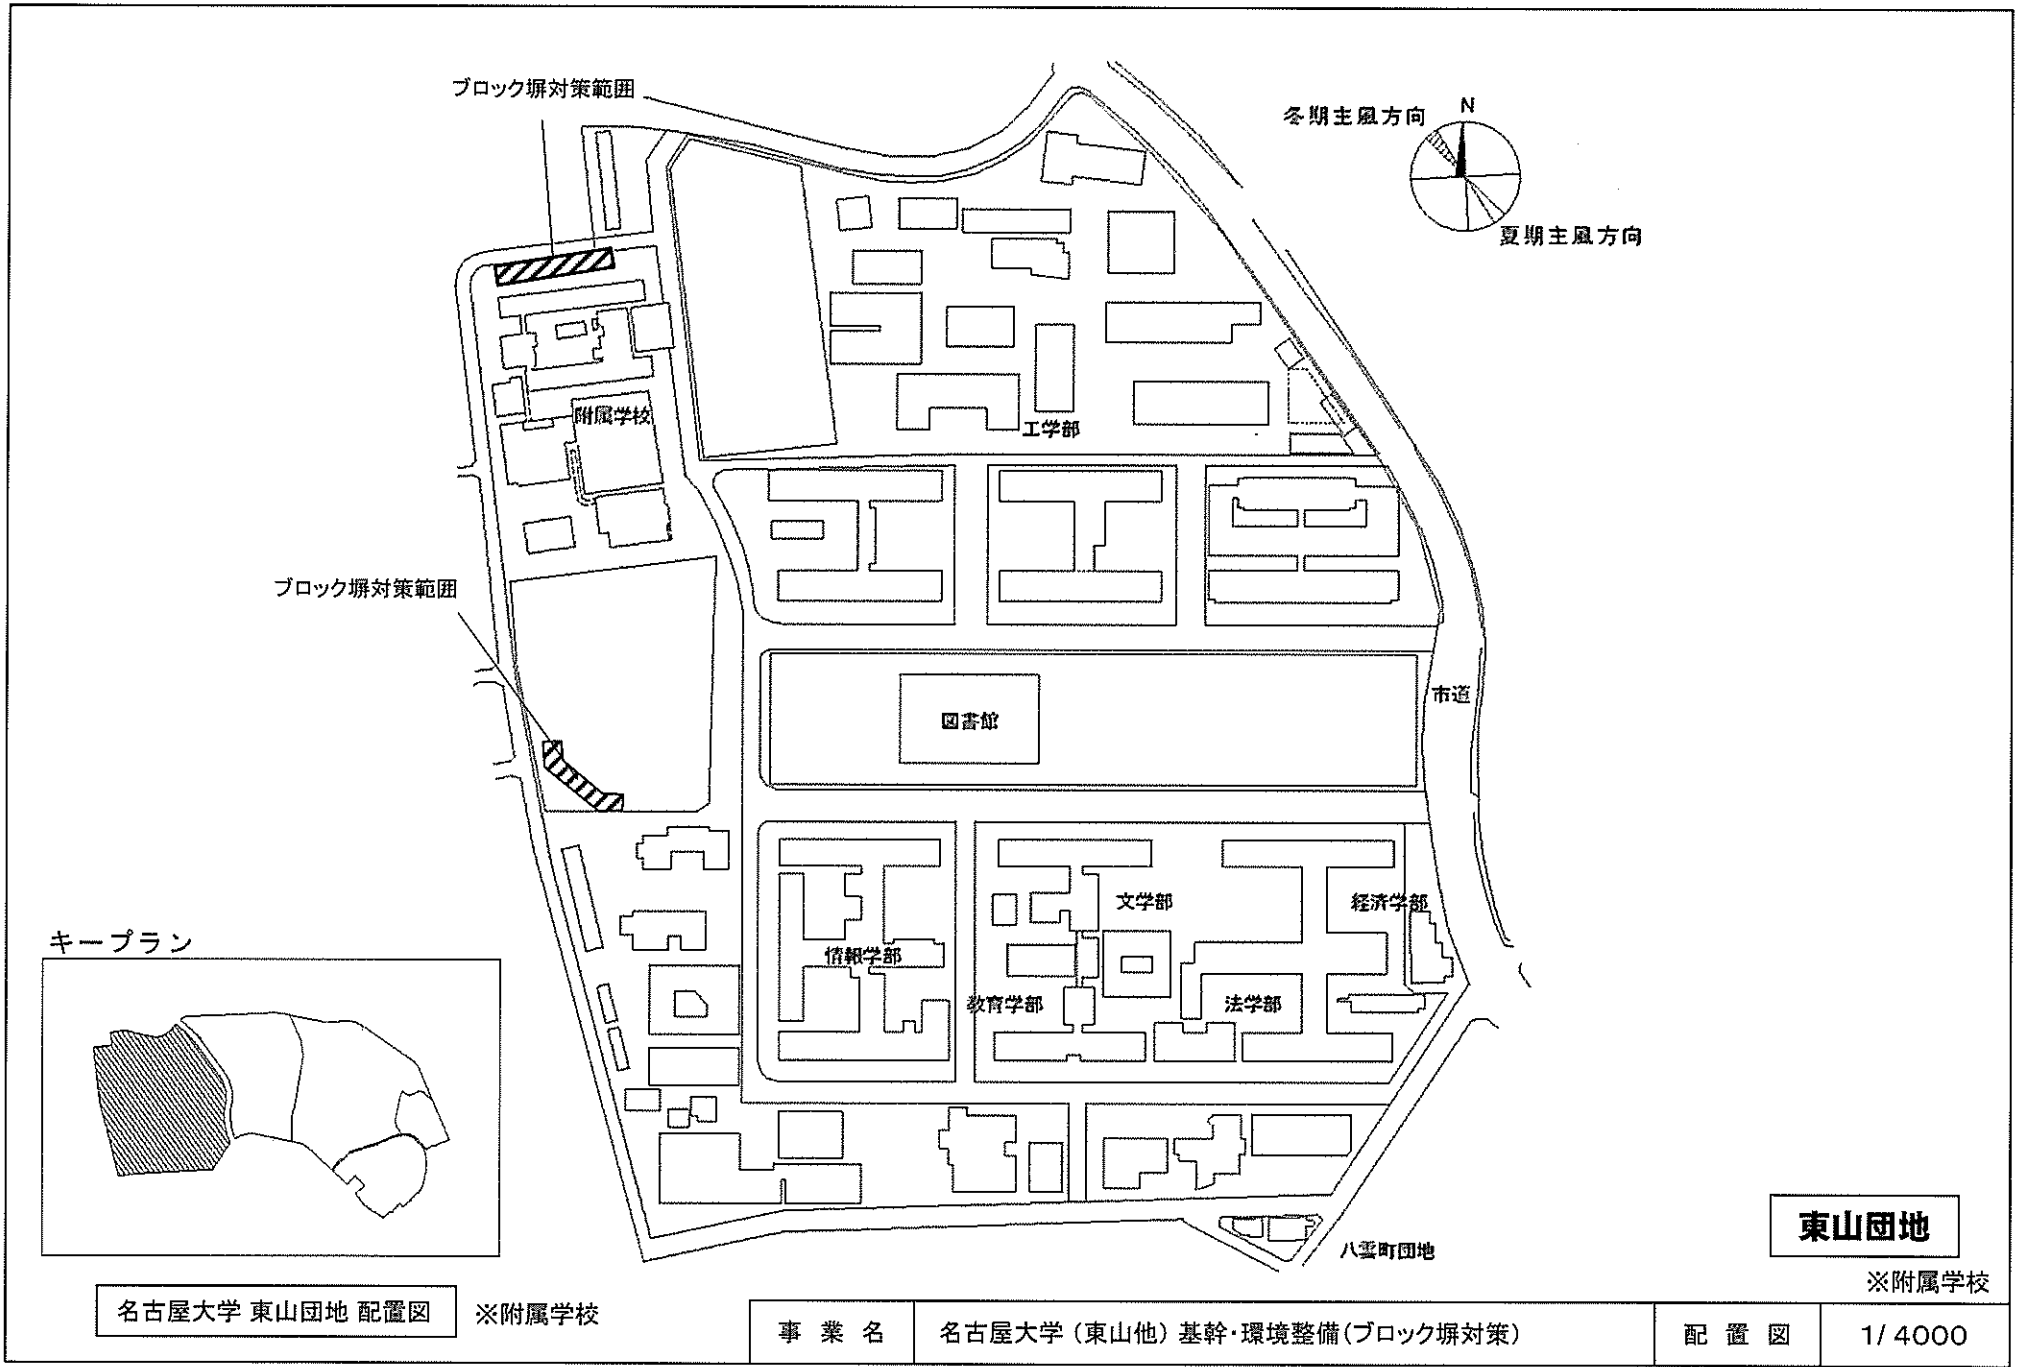 ブロック塀対策範囲
冬期主風方向
N
夏期主風方向
附属学校
工学部
ブロック塀対策範囲
市道
図書館
文学部
経済学部
情報学部
教育学部
法学部
キープラン
八雲町団地
東山団地
※附属学校
名古屋大学 東山団地 配置図
※附属学校
事業名
名古屋大学（東山他）基幹・環境整備（ブロック塀対策）
配置図
1/4000